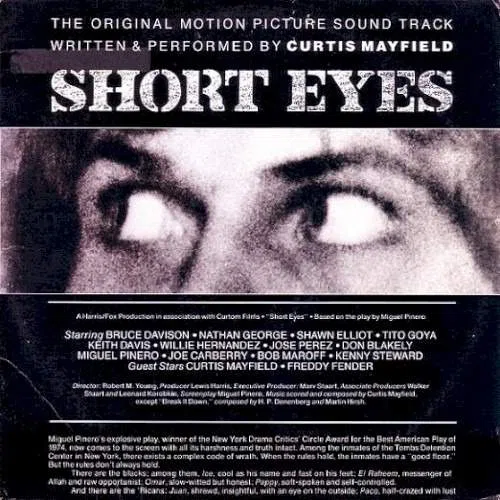 THE ORIGINAL MOTION PICTURE SOUND TRACK
WRITTEN & PERFORMED BY CURTIS MAYFIELD
SHORT EYES
A Harris/Fox Production in association with Curtom Films • "Short Eyes" • Based on the play by Miguel Pinero
Starring BRUCE DAVISON • NATHAN GEORGE • SHAWN ELLIOT • TITO GOYA
KEITH DAVIS • WILLIE HERNANDEZ • JOSE PEREZ • DON BLAKELY
MIGUEL PINERO • JOE CARBERRY • BOB MAROFF • KENNY STEWARD
Guest Stars CURTIS MAYFIELD • FREDDY FENDER
Director: Robert M. Young, Producer Lewis Harris, Executive Producer: Marv Stuart, Associate Producers Walker
Stuart and Leonard Korobkin, Screenplay Miguel Pinero. Music scored and composed by Curtis Mayfield,
except "Break It Down," composed by H. P. Denenberg and Martin Hirsh.
Miguel Pinero's explosive play, winner of the New York Drama Critics' Circle Award for the Best American Play of
1974, now comes to the screen with all its harshness and truth intact. Among the inmates of the Tombs Detention
Center in New York, there exists a complex code of wrath. When the rules hold, the inmates have a "good floor."
But the rules don't always hold.
There are the blacks; among them, Ice, cool as his name and fast on his feet; El Raheem, messenger of
Allah and raw opportunist; Omar, slow-witted but honest; Poppy, soft-spoken and self-controlled.
And there are the 'Ricans: Juan, shrewd, insightful, with an eye on the outside; Paco, half-crazed with lust